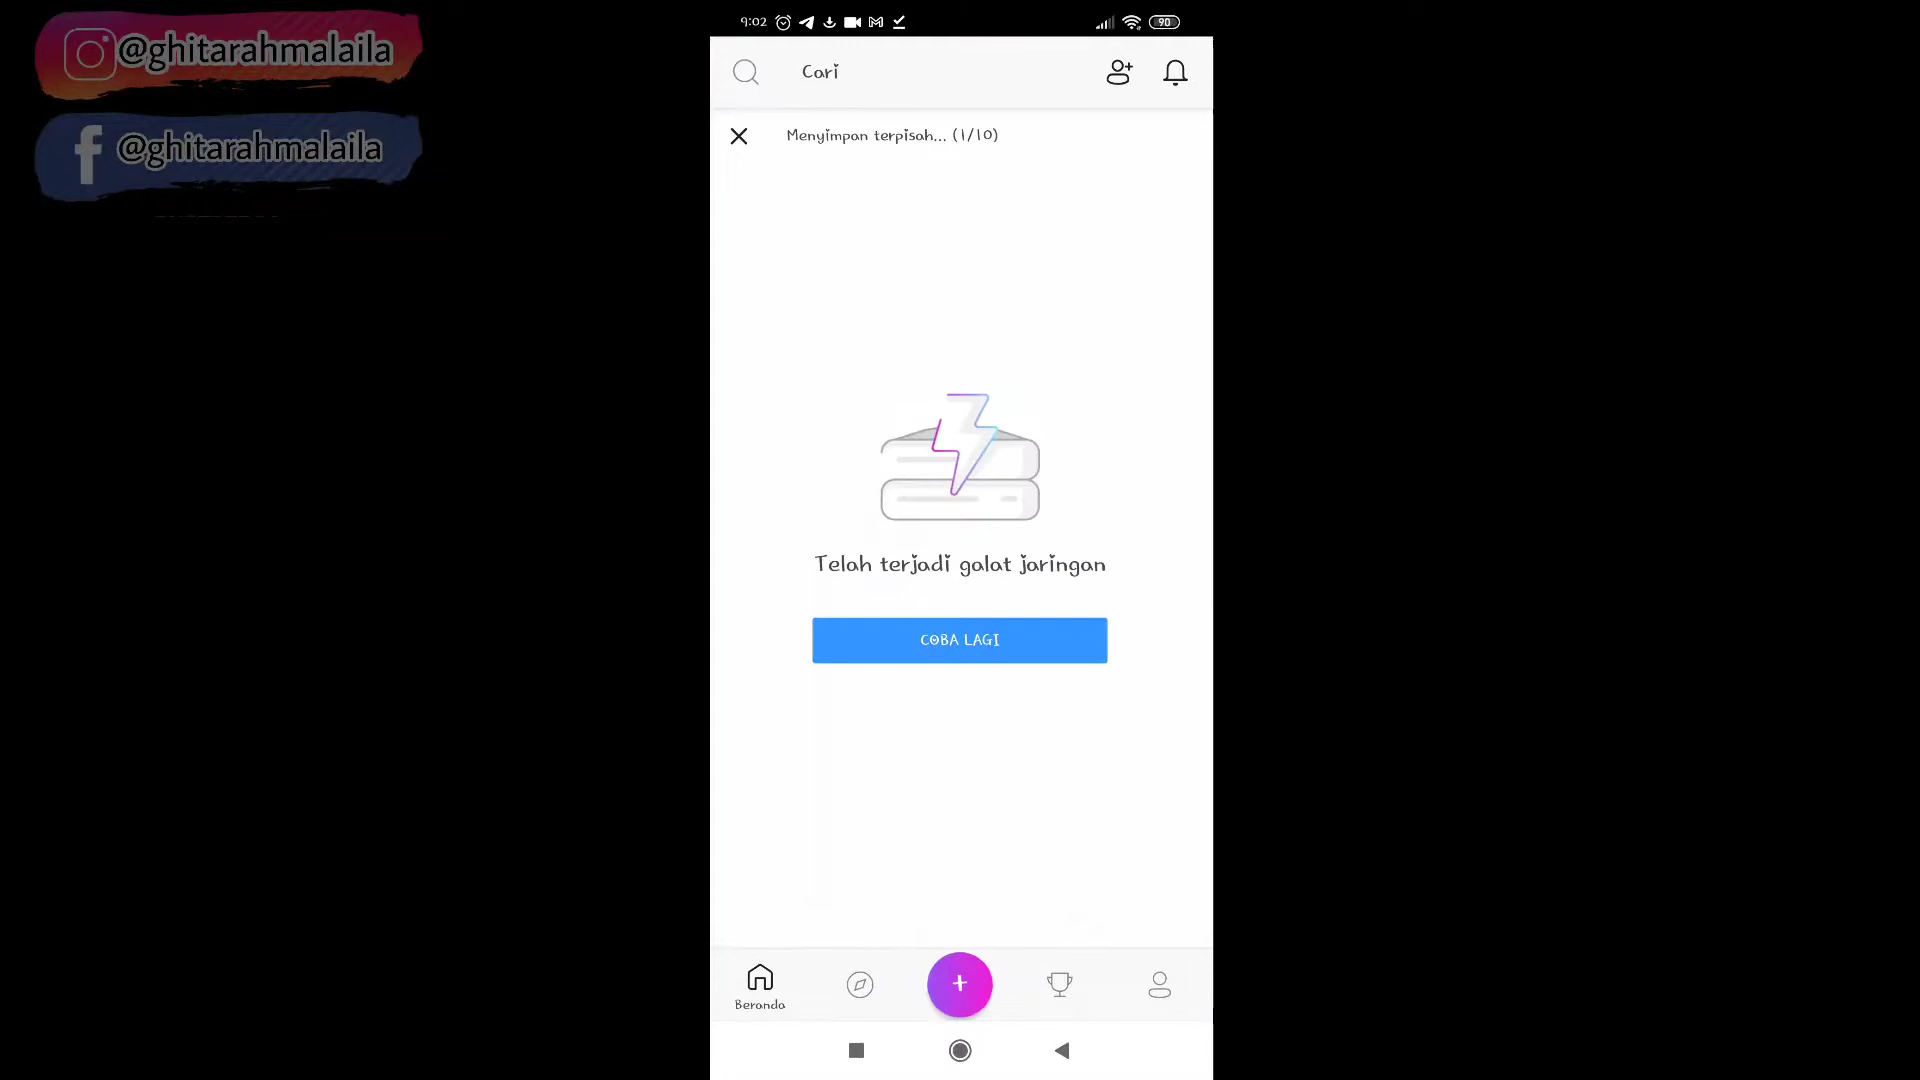 @ghitarahmalaila
@ghitarahmalaila
9:02
90
Cari
Menyimpan terpisah... (1/10)
Telah terjadi galat jaringan
COBA LAGI
Beranda